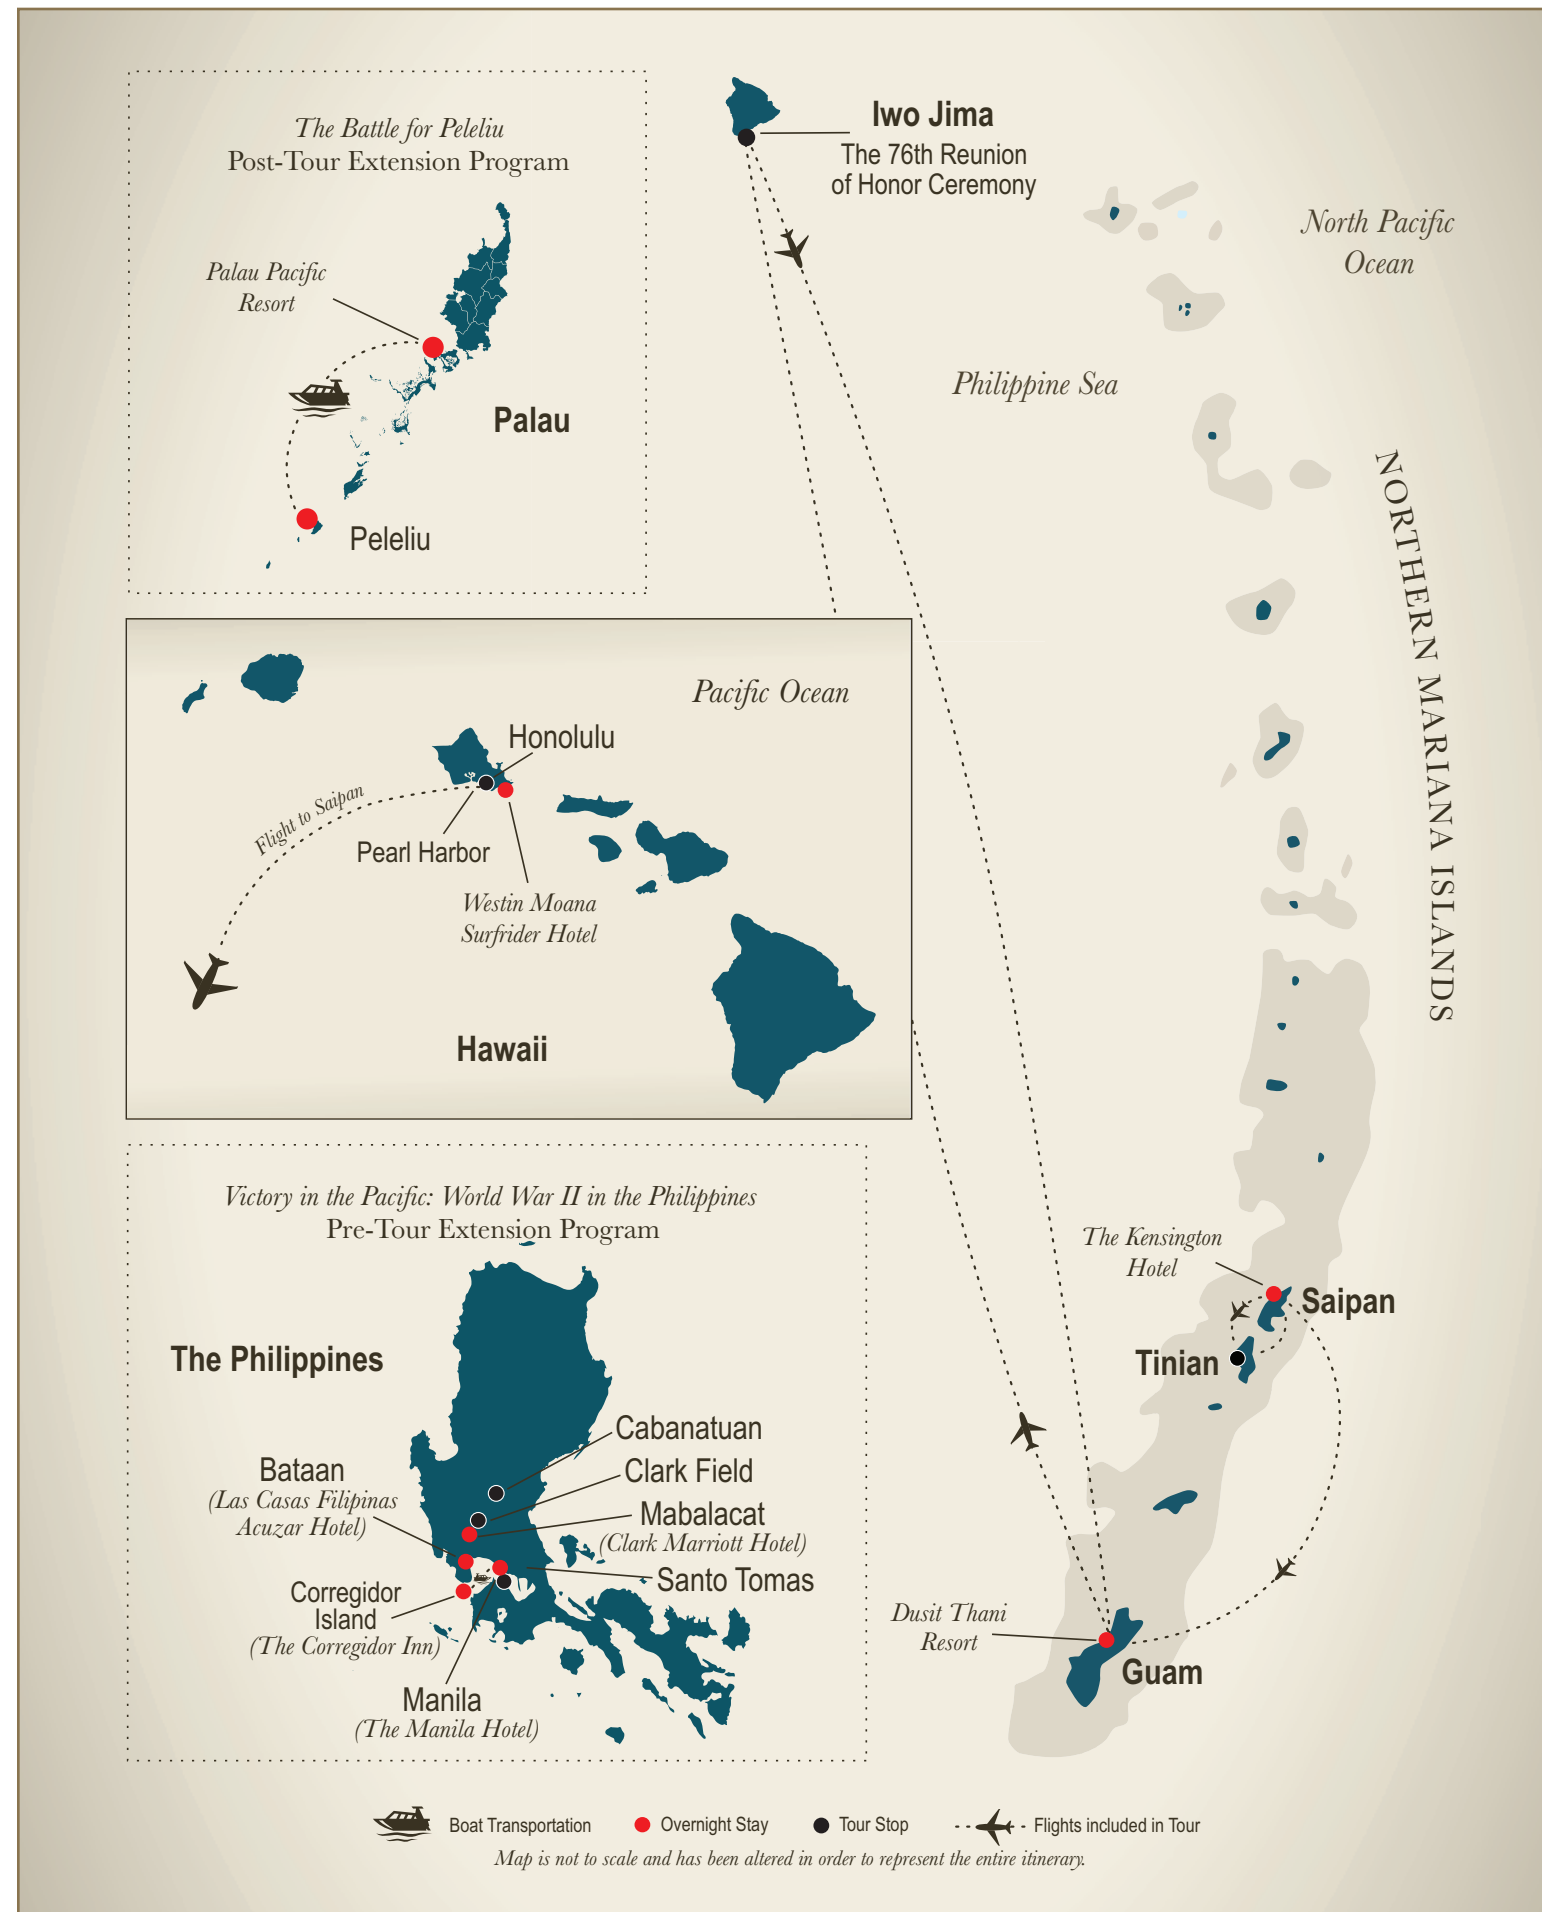 The Battle for Peleliu
Post-Tour Extension Program
Palau Pacific
Resort
Palau
Peleliu
Iwo Jima
The 76th Reunion
of Honor Ceremony
North Pacific
Ocean
Philippine Sea
NORTHERN MARIANA ISLANDS
Pacific Ocean
Honolulu
Flight to Saipan
Pearl Harbor
Westin Moana
Surfrider Hotel
Hawaii
Victory in the Pacific: World War II in the Philippines
Pre-Tour Extension Program
The Philippines
Cabanatuan
Clark Field
Mabalacat
(Clark Marriott Hotel)
Santo Tomas
Bataan
(Las Casas Filipinas
Acuzar Hotel)
Corregidor
Island
(The Corregidor Inn)
Manila
(The Manila Hotel)
The Kensington
Hotel
Saipan
Tinian
Dusit Thani
Resort
Guam
Boat Transportation
Overnight Stay
Tour Stop
Flights included in Tour
Map is not to scale and has been altered in order to represent the entire itinerary.